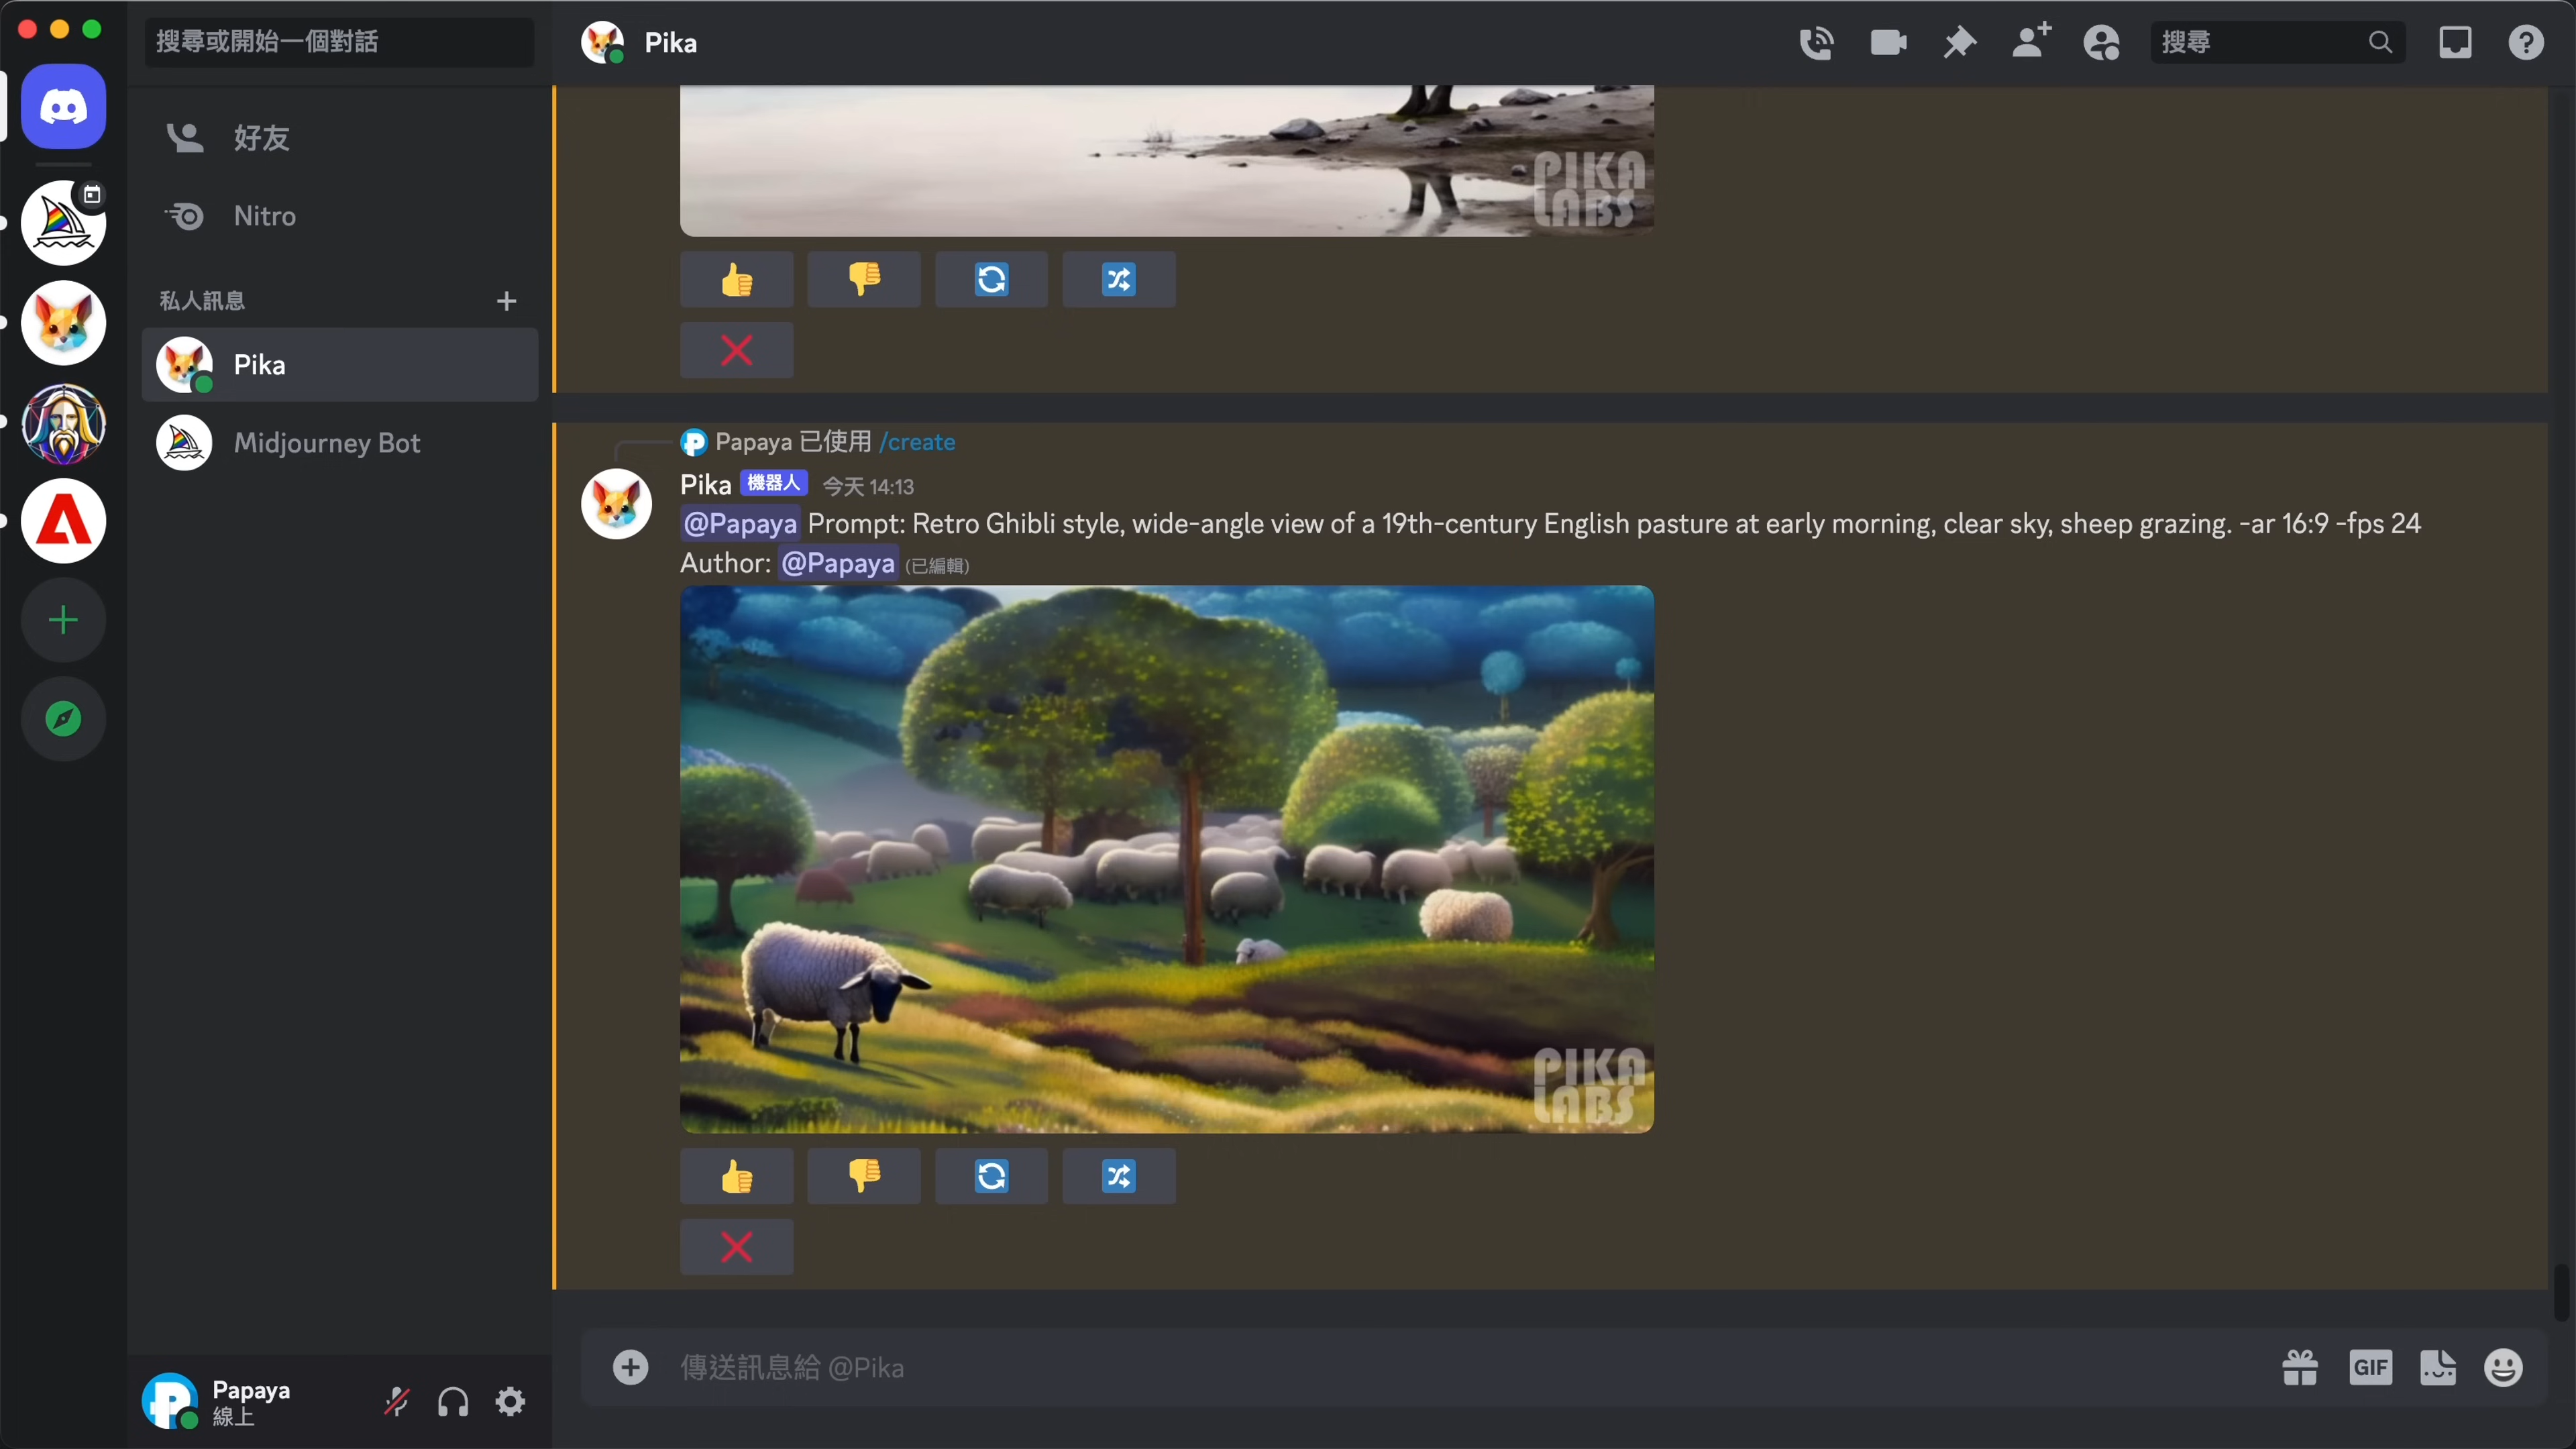 搜尋或開始一個對話
好友
Nitro
私人訊息
Pika
Midjourney Bot
Papaya
線上
Pika
搜尋
PIKA
LABS
Papaya 已使用 /create
Pika 機器人 今天 14:13
@Papaya Prompt: Retro Ghibli style, wide-angle view of a 19th-century English pasture at early morning, clear sky, sheep grazing. -ar 16:9 -fps 24
Author: @Papaya (已編輯)
PIKA
LABS
傳送訊息給 @Pika
GIF